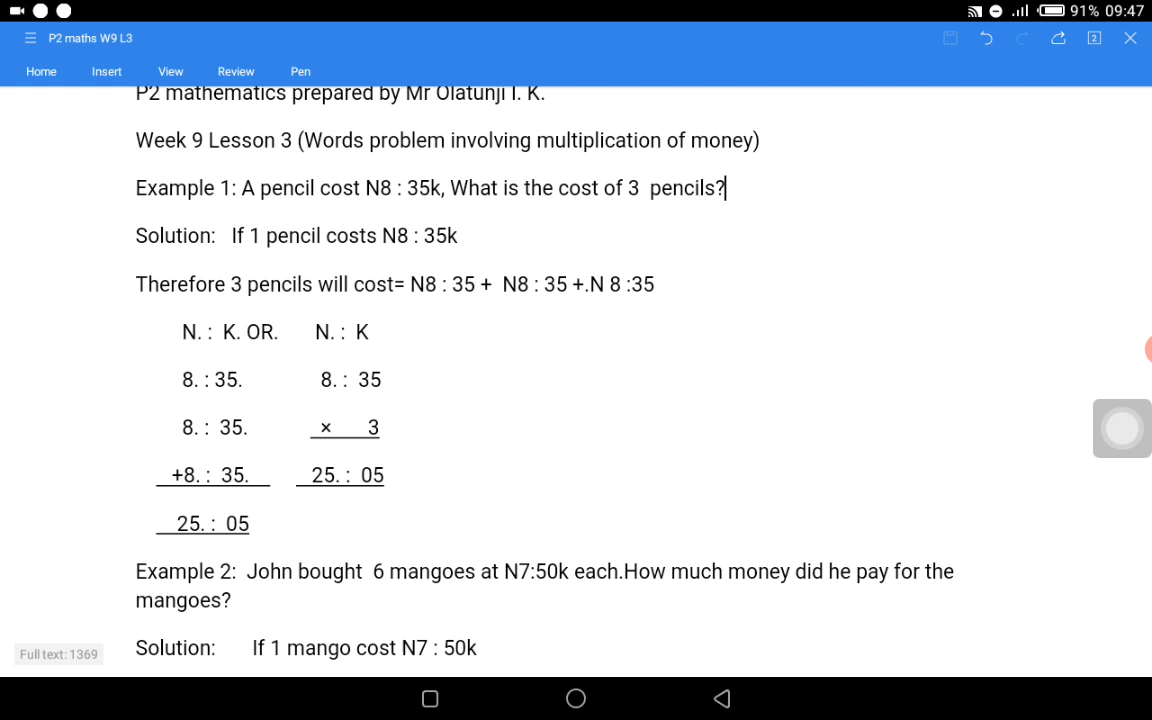 91% 09:47
P2 maths W9 L3
2
Home Insert View Review Pen
P2 mathematics prepared by Mr Olatunji I. K.
Week 9 Lesson 3 (Words problem involving multiplication of money)
Example 1: A pencil cost N8 : 35k, What is the cost of 3  pencils?
Solution:   If 1 pencil costs N8 : 35k
Therefore 3 pencils will cost= N8 : 35 +  N8 : 35 +.N 8 :35
N. :  K. OR.      N. :  K
8. : 35.              8. :  35
8. :  35.             ×      3
+8. :  35.           25. :  05
25. :  05
Example 2:  John bought  6 mangoes at N7:50k each.How much money did he pay for the
mangoes?
Solution:      If 1 mango cost N7 : 50k
Full text: 1369